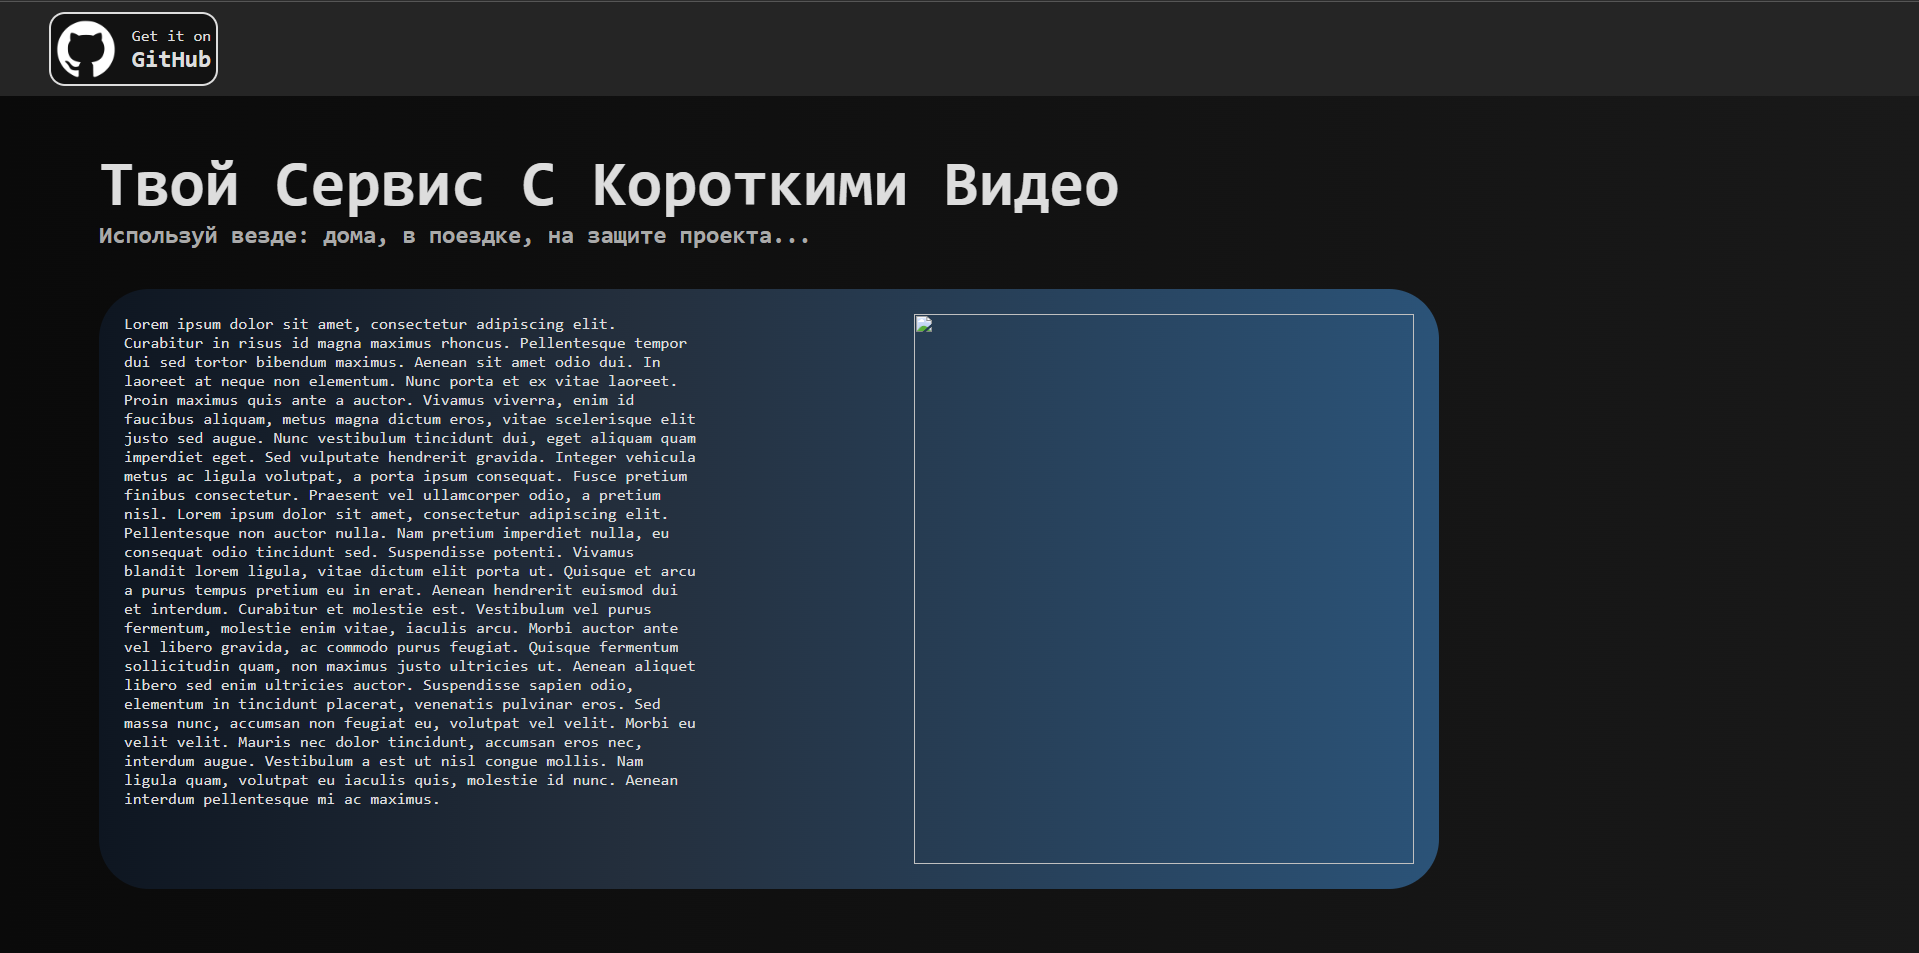 Get it on
GitHub
Твой Сервис С Короткими Видео
Используй везде: дома, в поездке, на защите проекта...
Lorem ipsum dolor sit amet, consectetur adipiscing elit.
Curabitur in risus id magna maximus rhoncus. Pellentesque tempor
dui sed tortor bibendum maximus. Aenean sit amet odio dui. In
laoreet at neque non elementum. Nunc porta et ex vitae laoreet.
Proin maximus quis ante a auctor. Vivamus viverra, enim id
faucibus aliquam, metus magna dictum eros, vitae scelerisque elit
justo sed augue. Nunc vestibulum tincidunt dui, eget aliquam quam
imperdiet eget. Sed vulputate hendrerit gravida. Integer vehicula
metus ac ligula volutpat, a porta ipsum consequat. Fusce pretium
finibus consectetur. Praesent vel ullamcorper odio, a pretium
nisl. Lorem ipsum dolor sit amet, consectetur adipiscing elit.
Pellentesque non auctor nulla. Nam pretium imperdiet nulla, eu
consequat odio tincidunt sed. Suspendisse potenti. Vivamus
blandit lorem ligula, vitae dictum elit porta ut. Quisque et arcu
a purus tempus pretium eu in erat. Aenean hendrerit euismod dui
et interdum. Curabitur et molestie est. Vestibulum vel purus
fermentum, molestie enim vitae, iaculis arcu. Morbi auctor ante
vel libero gravida, ac commodo purus feugiat. Quisque fermentum
sollicitudin quam, non maximus justo ultricies ut. Aenean aliquet
libero sed enim ultricies auctor. Suspendisse sapien odio,
elementum in tincidunt placerat, venenatis pulvinar eros. Sed
massa nunc, accumsan non feugiat eu, volutpat vel velit. Morbi eu
velit velit. Mauris nec dolor tincidunt, accumsan eros nec,
interdum augue. Vestibulum a est ut nisl congue mollis. Nam
ligula quam, volutpat eu iaculis quis, molestie id nunc. Aenean
interdum pellentesque mi ac maximus.